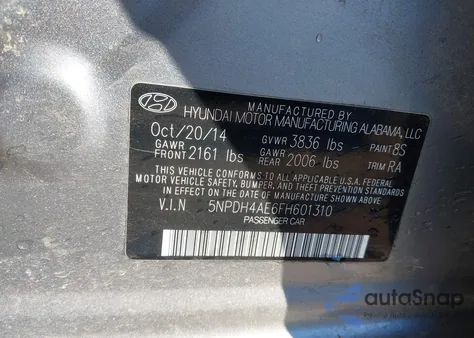 MANUFACTURED BY
HYUNDAI MOTOR MANUFACTURING ALABAMA, LLC
Oct/20/14 GVWR 3836 lbs PAINT 8S
GAWR FRONT 2161 lbs GAWR REAR 2006 lbs TRIM RA
THIS VEHICLE CONFORMS TO ALL APPLICABLE FEDERAL
MOTOR VEHICLE SAFETY, BUMPER, AND THEFT PREVENTION
STANDARDS IN EFFECT ON THE DATE OF MANUFACTURE
SHOWN ABOVE.
V.I.N 5NPDH4AE6FH601310
PASSENGER CAR
autoSnap